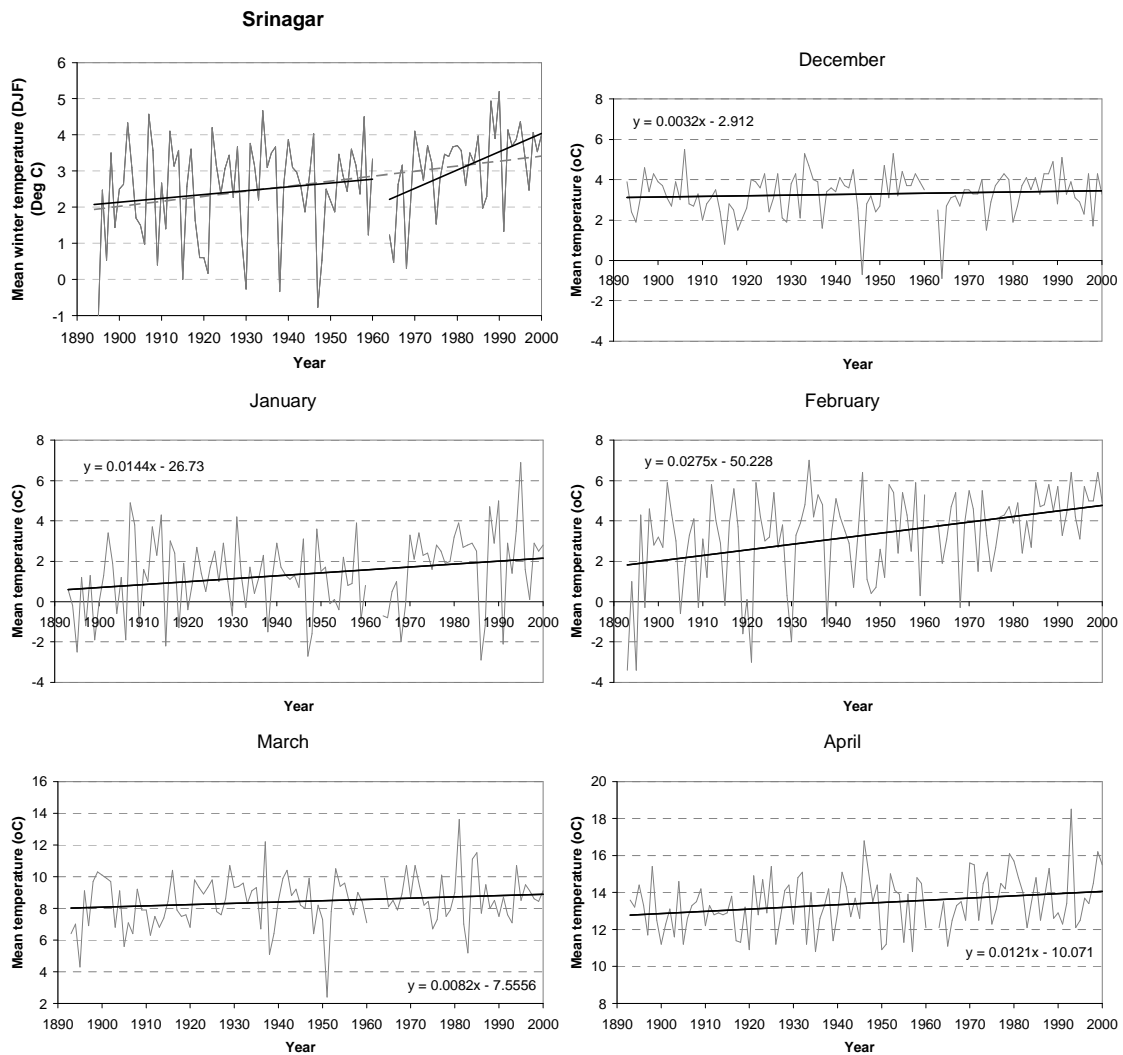 Srinagar
Mean winter temperature (DJF)
(Deg C)
6
5
4
3
2
1
0
-1
1890 1900 1910 1920 1930 1940 1950 1960 1970 1980 1990 2000
Year
December
Mean temperature (oC)
8
6
4
2
0
-2
-4
y = 0.0032x - 2.912
1890 1900 1910 1920 1930 1940 1950 1960 1970 1980 1990 2000
Year
January
Mean temperature (oC)
8
6
4
2
0
-2
-4
y = 0.0144x - 26.73
1890 1900 1910 1920 1930 1940 1950 1960 1970 1980 1990 2000
Year
February
Mean temperature (oC)
8
6
4
2
0
-2
-4
y = 0.0275x - 50.228
1890 1900 1910 1920 1930 1940 1950 1960 1970 1980 1990 2000
Year
March
Mean temperature (oC)
16
14
12
10
8
6
4
2
y = 0.0082x - 7.5556
1890 1900 1910 1920 1930 1940 1950 1960 1970 1980 1990 2000
Year
April
Mean temperature (oC)
20
18
16
14
12
10
8
y = 0.0121x - 10.071
1890 1900 1910 1920 1930 1940 1950 1960 1970 1980 1990 2000
Year